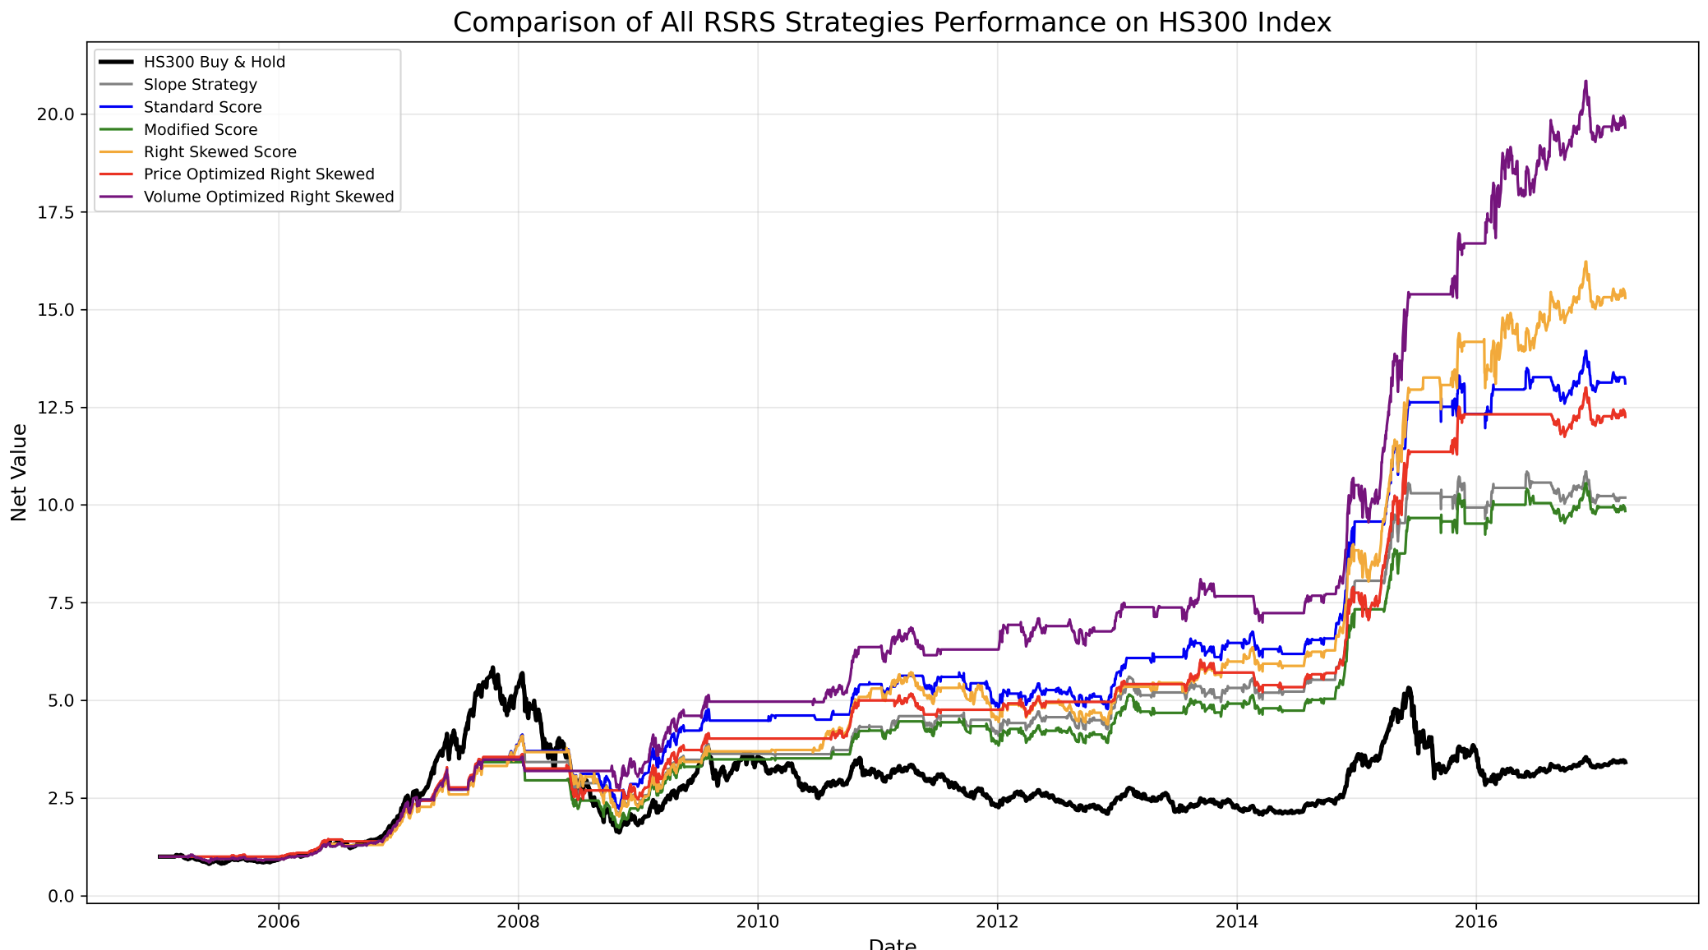 Comparison of All RSRS Strategies Performance on HS300 Index
HS300 Buy & Hold
Slope Strategy
Standard Score
Modified Score
Right Skewed Score
Price Optimized Right Skewed
Volume Optimized Right Skewed
20.0
17.5
15.0
12.5
10.0
7.5
5.0
2.5
0.0
Net Value
2006 2008 2010 2012 2014 2016
Date